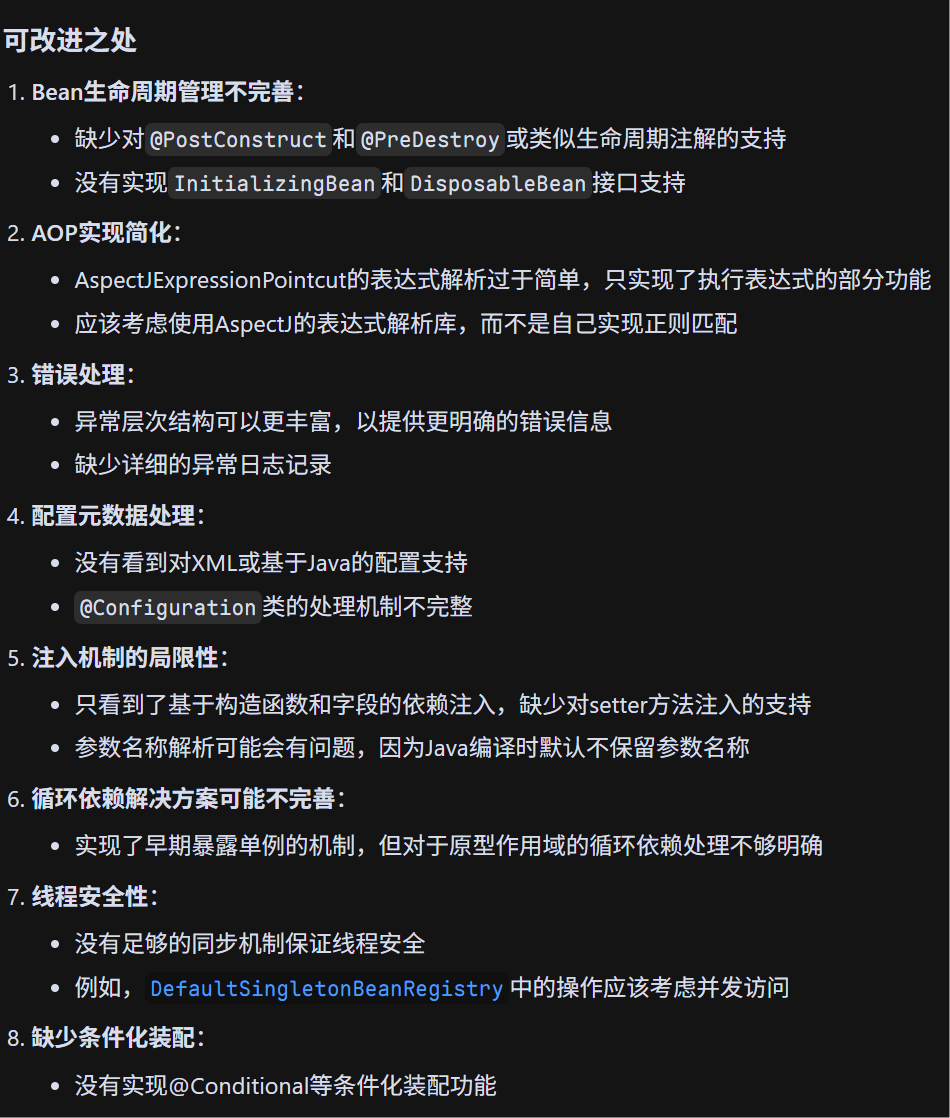 可改进之处
1. Bean生命周期管理不完善：
• 缺少对@PostConstruct和@PreDestroy或类似生命周期注解的支持
• 没有实现InitializingBean和DisposableBean接口支持
2. AOP实现简化：
• AspectJExpressionPointcut的表达式解析过于简单，只实现了执行表达式的部分功能
• 应该考虑使用AspectJ的表达式解析库，而不是自己实现正则匹配
3. 错误处理：
• 异常层次结构可以更丰富，以提供更明确的错误信息
• 缺少详细的异常日志记录
4. 配置元数据处理：
• 没有看到对XML或基于Java的配置支持
• @Configuration类的处理机制不完整
5. 注入机制的局限性：
• 只看到了基于构造函数和字段的依赖注入，缺少对setter方法注入的支持
• 参数名称解析可能会有问题，因为Java编译时默认不保留参数名称
6. 循环依赖解决方案可能不完善：
• 实现了早期暴露单例的机制，但对于原型作用域的循环依赖处理不够明确
7. 线程安全性：
• 没有足够的同步机制保证线程安全
• 例如，DefaultSingletonBeanRegistry中的操作应该考虑并发访问
8. 缺少条件化装配：
• 没有实现@Conditional等条件化装配功能